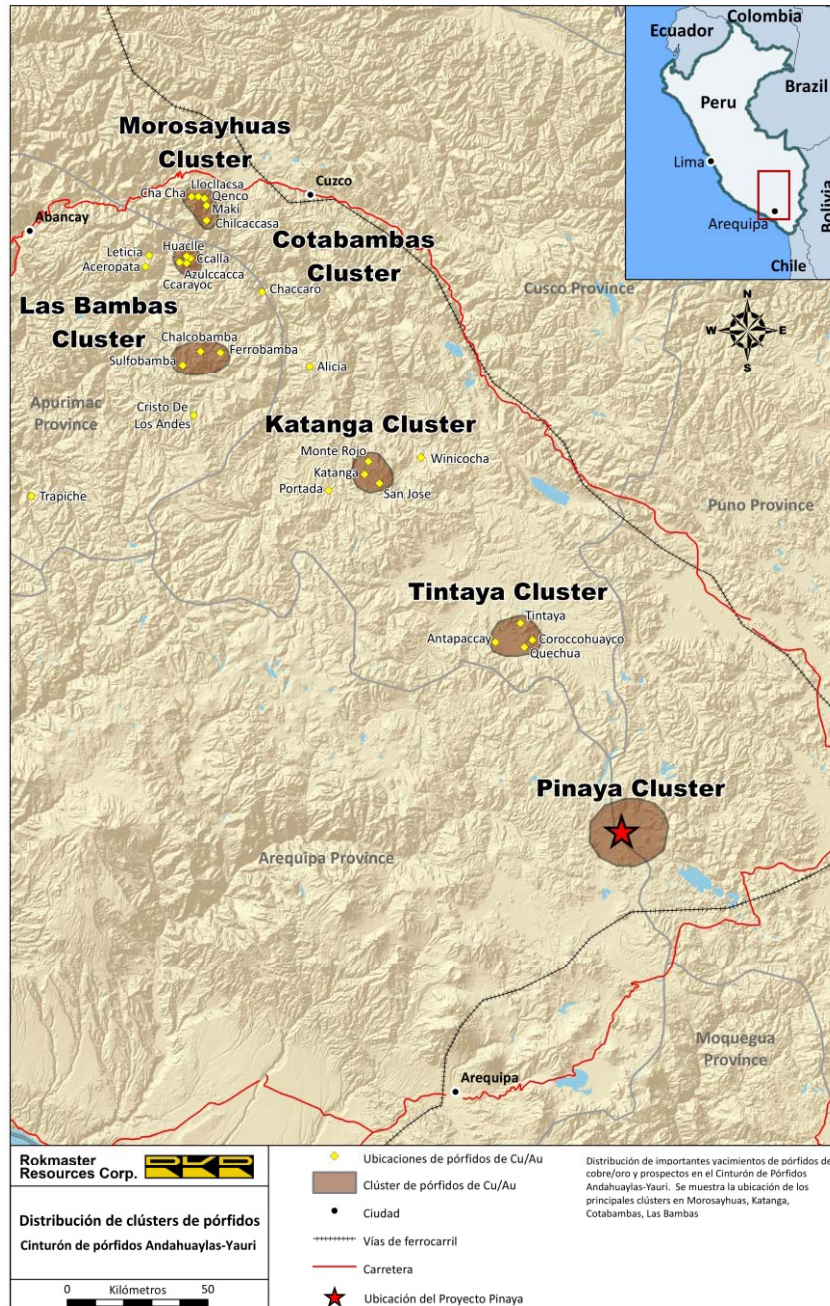 Ecuador
Colombia
Peru
Brazil
Lima
Arequipa
Bolivia
Chile
Morosayhuas
Cluster
Llocllacsa
Cha Cha
Qenco
Maki
Chilcaccasa
Cuzco
Abancay
Huaclle
Leticia
Ccalla
Aceropata
Azulccacca
Ccarayoc
Cotabambas
Cluster
Chaccaro
Cusco Province
N
W
E
S
Las Bambas
Cluster
Chalcobamba
Ferrobamba
Sulfobamba
Alicia
Apurimac
Province
Cristo De
Los Andes
Katanga Cluster
Monte Rojo
Winicocha
Katanga
Portada
San Jose
Trapiche
Puno Province
Tintaya Cluster
Tintaya
Antapaccay
Coroccohuayco
Quechua
Pinaya Cluster
Arequipa Province
Moquegua
Province
Arequipa
Rokmaster
Resources Corp.
RKR
Distribución de clústers de pórfidos
Cinturón de pórfidos Andahuaylas-Yauri
0 Kilómetros 50
Ubicaciones de pórfidos de Cu/Au
Clúster de pórfidos de Cu/Au
Ciudad
Vías de ferrocarril
Carretera
Ubicación del Proyecto Pinaya
Distribución de importantes yacimientos de pórfidos de
cobre/oro y prospectos en el Cinturón de Pórfidos
Andahuaylas-Yauri. Se muestra la ubicación de los
principales clústers en Morosayhuas, Katanga,
Cotabambas, Las Bambas